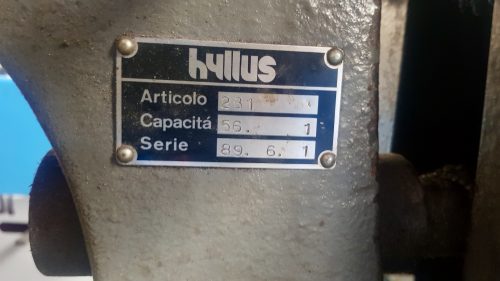 hyllus
Articolo 231
Capacitá 56. 1
Serie 89. 6. 1